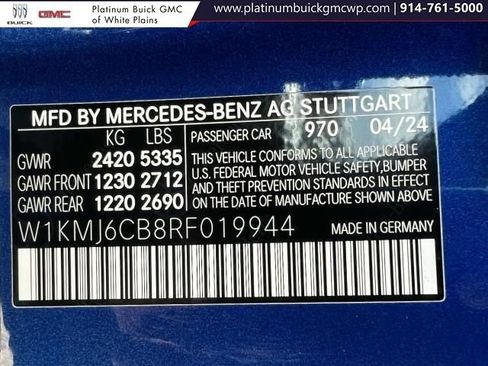 BUICK GMC Platinum Buick GMC of White Plains www.platinumbuickgmcwp.com | 914-761-5000
MFD BY MERCEDES-BENZ AG STUTTGART
KG LBS PASSENGER CAR 970 04/24
GVWR 2420 5335
GAWR FRONT 1230 2712
GAWR REAR 1220 2690
THIS VEHICLE CONFORMS TO ALL APPLICABLE
U.S. FEDERAL MOTOR VEHICLE SAFETY,BUMPER
AND THEFT PREVENTION STANDARDS IN EFFECT
ON THE DATE OF MANUFACTURE SHOWN ABOVE
W1KMJ6CB8RF019944